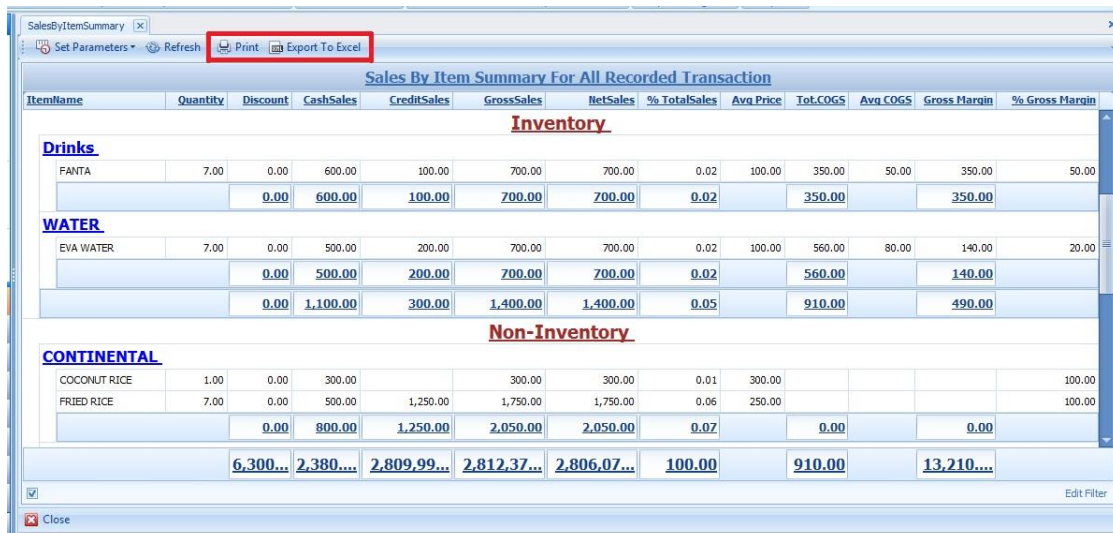 SalesByItemSummary
Set Parameters Refresh Print Export To Excel
Sales By Item Summary For All Recorded Transaction
ItemName Quantity Discount CashSales CreditSales GrossSales NetSales % TotalSales Avg Price Tot.COGS Avg COGS Gross Margin % Gross Margin
Inventory
Drinks
FANTA 7.00 0.00 600.00 100.00 700.00 700.00 0.02 100.00 350.00 50.00 350.00 50.00
0.00 600.00 100.00 700.00 700.00 0.02 350.00 350.00
WATER
EVA WATER 7.00 0.00 500.00 200.00 700.00 700.00 0.02 100.00 560.00 80.00 140.00 20.00
0.00 500.00 200.00 700.00 700.00 0.02 560.00 140.00
0.00 1,100.00 300.00 1,400.00 1,400.00 0.05 910.00 490.00
Non-Inventory
CONTINENTAL
COCONUT RICE 1.00 0.00 300.00 300.00 300.00 0.01 300.00 100.00
FRIED RICE 7.00 0.00 500.00 1,250.00 1,750.00 1,750.00 0.06 250.00 100.00
0.00 800.00 1,250.00 2,050.00 2,050.00 0.07 0.00 0.00
6,300... 2,380.... 2,809,99... 2,812,37... 2,806,07... 100.00 910.00 13,210....
Edit Filter
Close